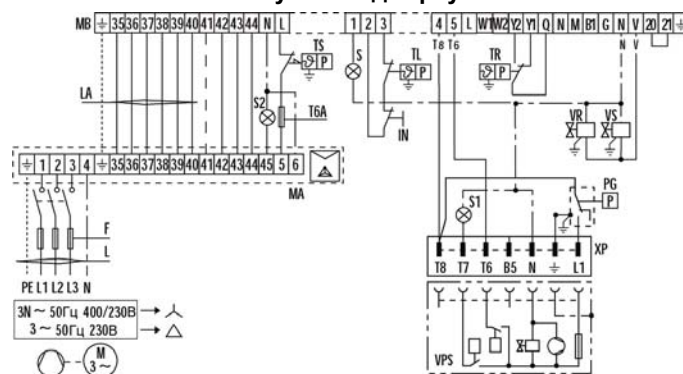 MB ⏚ 35 36 37 38 39 40 41 42 43 44 44 N L
1 2 3
4 5 L W1 W2 Y2 Y1 Q N M B1 G N V 20 21 ⏚
T8 T6 N V
TS
P
S
TL
P
TR
P
LA
S2
T6A
IN
VR VS
⏚ 1 2 3 4 ⏚ 35 36 37 38 39 40 41 42 43 44 45 5 6
MA
PG
P
S1
F
L
XP
T8 T7 T6 B5 N ⏚ L1
PE L1 L2 L3 N
3N ~ 50Гц 400/230В
3 ~ 50Гц 230В
M
3~
VPS